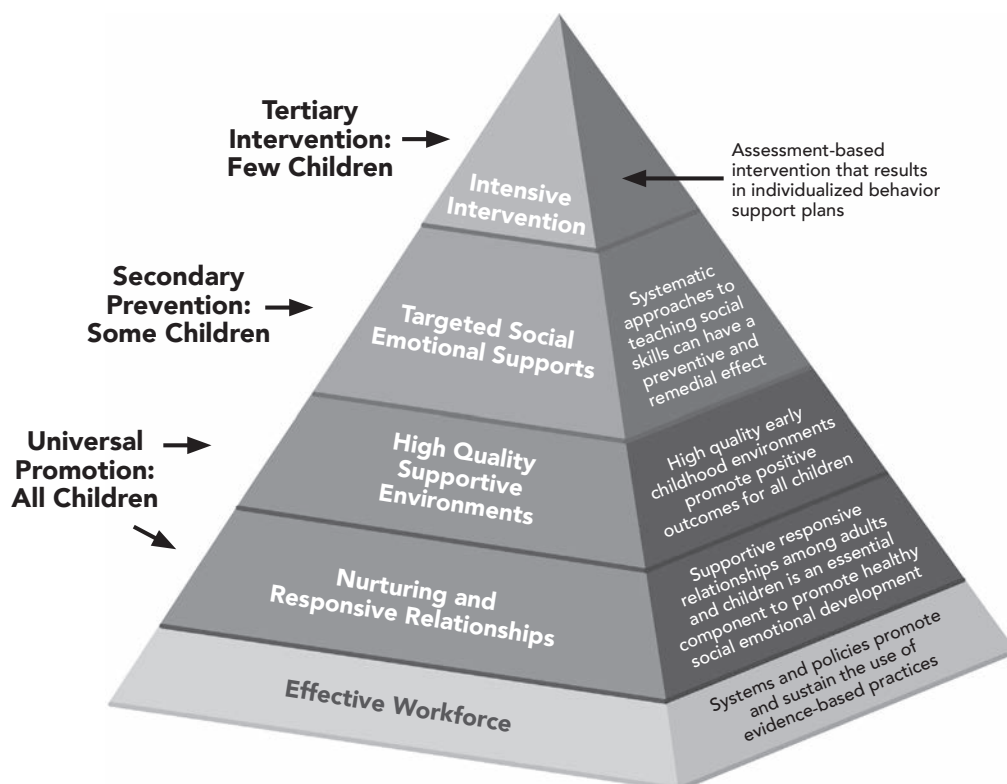 Tertiary
Intervention:
Few Children
Intensive
Intervention
Assessment-based
intervention that results
in individualized behavior
support plans
Secondary
Prevention:
Some Children
Targeted Social
Emotional Supports
Systematic
approaches to
teaching social
skills can have a
preventive and
remedial effect
Universal
Promotion:
All Children
High Quality
Supportive
Environments
High quality early
childhood environments
promote positive
outcomes for all children
Nurturing and
Responsive Relationships
Supportive responsive
relationships among adults
and children is an essential
component to promote healthy
social emotional development
Effective Workforce
Systems and policies promote
and sustain the use of
evidence-based practices